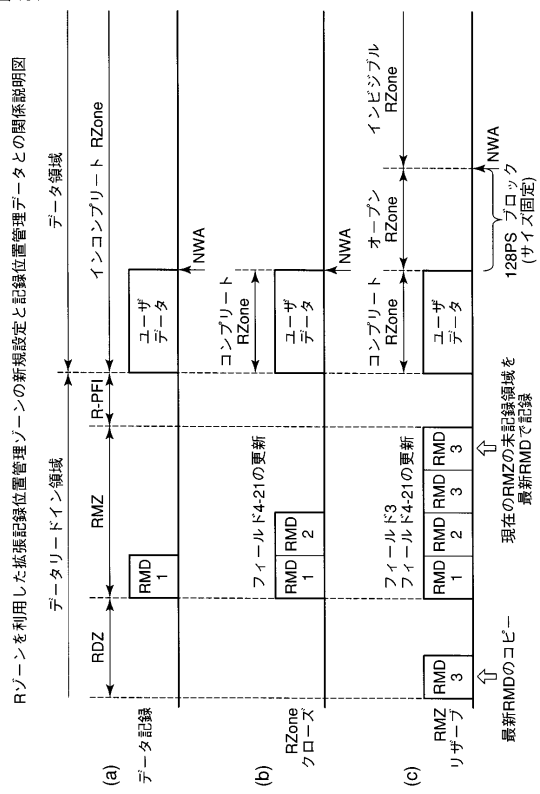 Rゾーンを利用した拡張記録位置管理ゾーンの新規設定と記録位置管理データとの関係説明図
データリードイン領域
データ領域
RDZ
RMZ
R-PFI
インコンプリート RZone
(a)
データ記録
RMD
1
ユーザ
データ
NWA
(b)
RZone
クローズ
フィールド4-21の更新
RMD
1
RMD
2
コンプリート
RZone
ユーザ
データ
NWA
(c)
RMZ
リザーブ
フィールド3
フィールド4-21の更新
RMD
3
RMD
1
RMD
2
RMD
3
RMD
3
コンプリート
RZone
オープン
RZone
インビジブル
RZone
ユーザ
データ
NWA
最新RMDのコピー
現在のRMZの未記録領域を
最新RMDで記録
128PS ブロック
(サイズ固定)